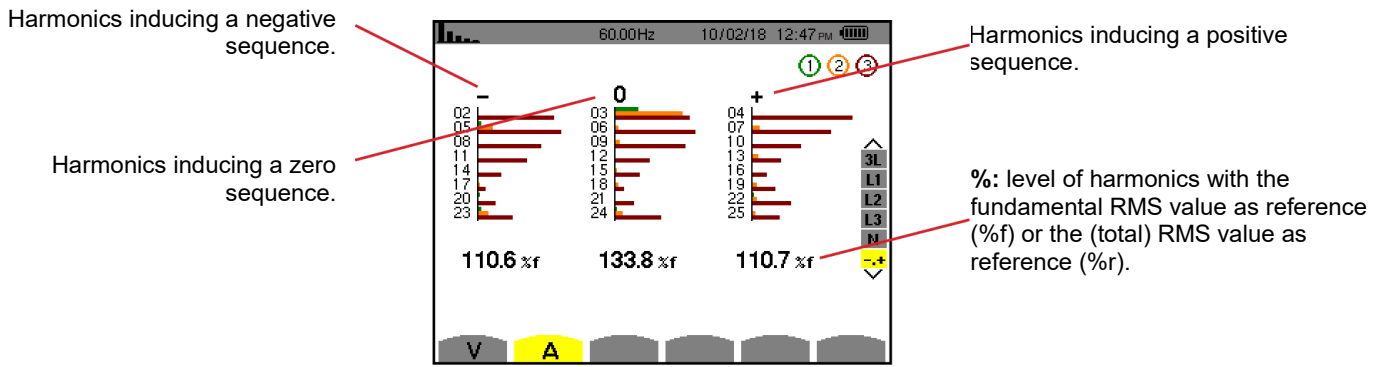 Harmonics inducing a negative
sequence.
Harmonics inducing a zero
sequence.
60.00Hz 10/02/18 12:47 PM
1 2 3
- 0 +
02 03 04
05 06 07
08 09 10
11 12 13
14 15 16
17 18 19
20 21 22
23 24 25
110.6 %f 133.8 %f 110.7 %f
3L
L1
L2
L3
N
-.+
V A
Harmonics inducing a positive
sequence.
%: level of harmonics with the
fundamental RMS value as reference
(%f) or the (total) RMS value as
reference (%r).